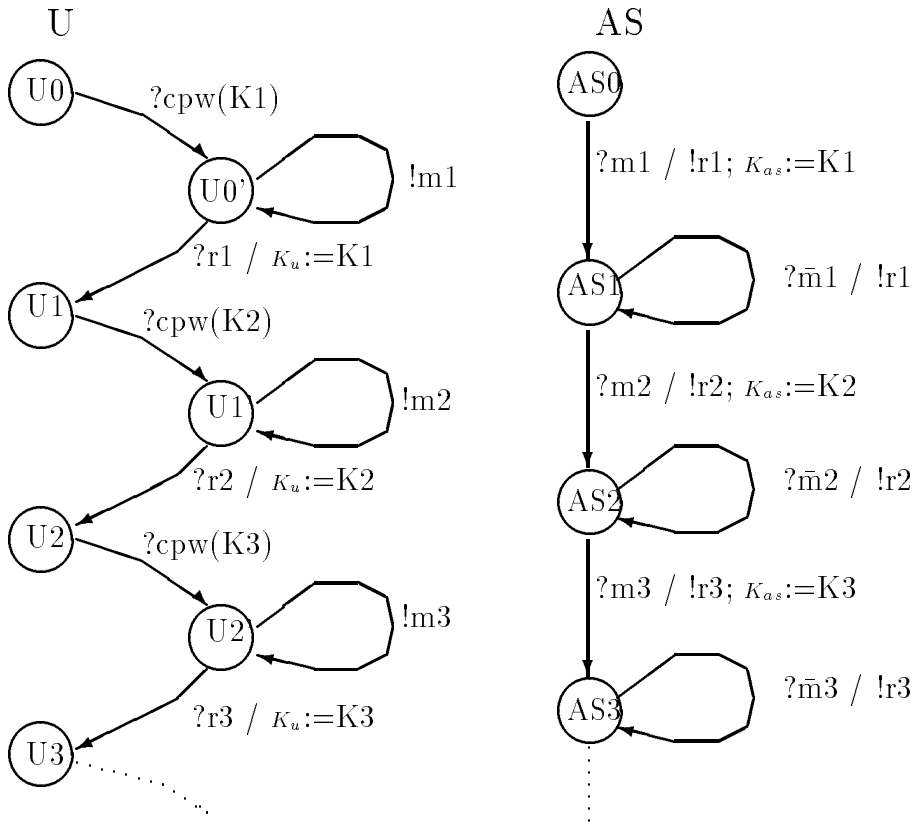 U
AS
U0
AS0
?cpw(K1)
?m1 / !r1; Kas:=K1
!m1
U0'
?r1 / Ku:=K1
?m̄1 / !r1
AS1
U1
?cpw(K2)
?m2 / !r2; Kas:=K2
!m2
U1'
?r2 / Ku:=K2
?m̄2 / !r2
AS2
U2
?cpw(K3)
?m3 / !r3; Kas:=K3
!m3
U2'
?r3 / Ku:=K3
?m̄3 / !r3
AS3
U3